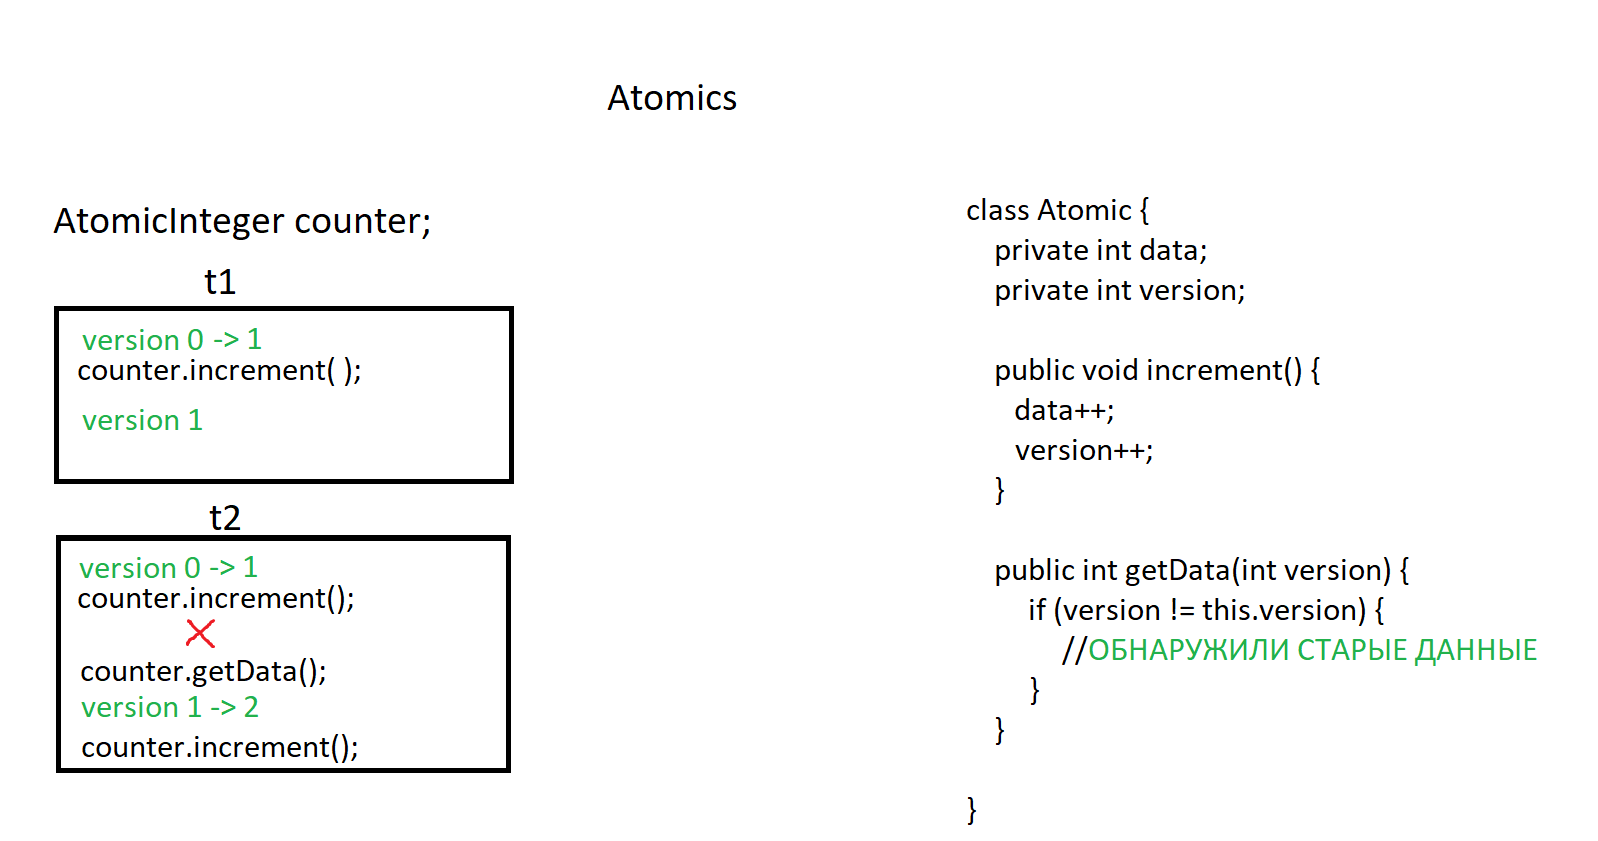 Atomics
AtomicInteger counter;
t1
version 0 -> 1
counter.increment( );
version 1
t2
version 0 -> 1
counter.increment();
counter.getData();
version 1 -> 2
counter.increment();
class Atomic {
private int data;
private int version;
public void increment() {
data++;
version++;
}
public int getData(int version) {
if (version != this.version) {
//ОБНАРУЖИЛИ СТАРЫЕ ДАННЫЕ
}
}
}